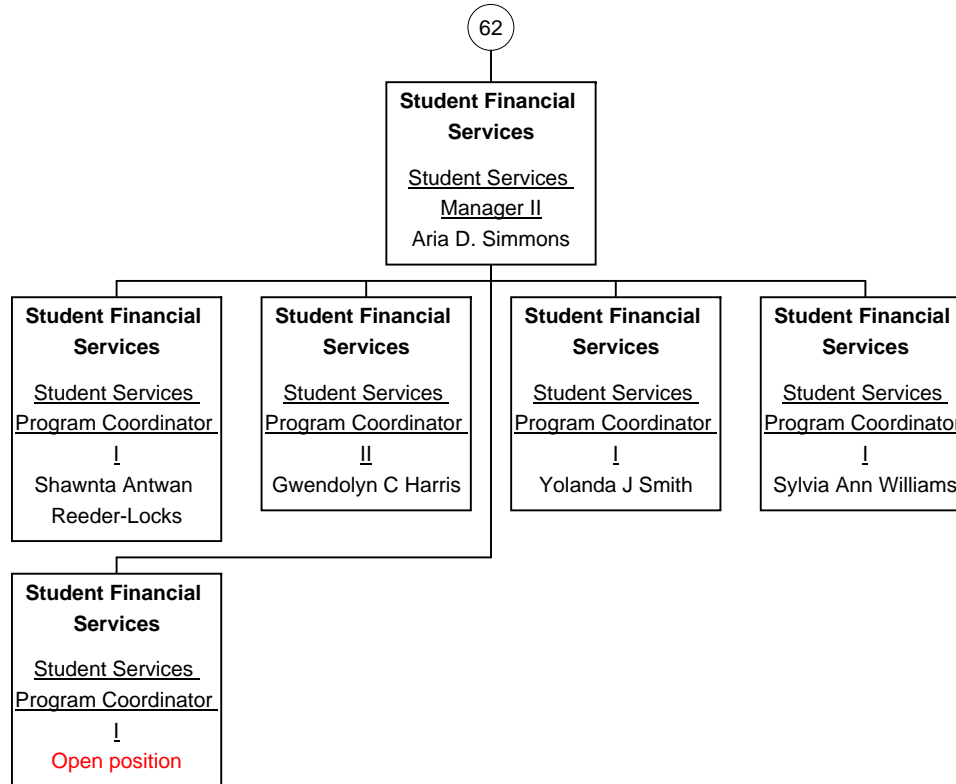 62
Student Financial
Services
Student Services
Manager II
Aria D. Simmons
Student Financial
Services
Student Services
Program Coordinator
I
Shawnta Antwan
Reeder-Locks
Student Financial
Services
Student Services
Program Coordinator
II
Gwendolyn C Harris
Student Financial
Services
Student Services
Program Coordinator
I
Yolanda J Smith
Student Financial
Services
Student Services
Program Coordinator
I
Sylvia Ann Williams
Student Financial
Services
Student Services
Program Coordinator
I
Open position